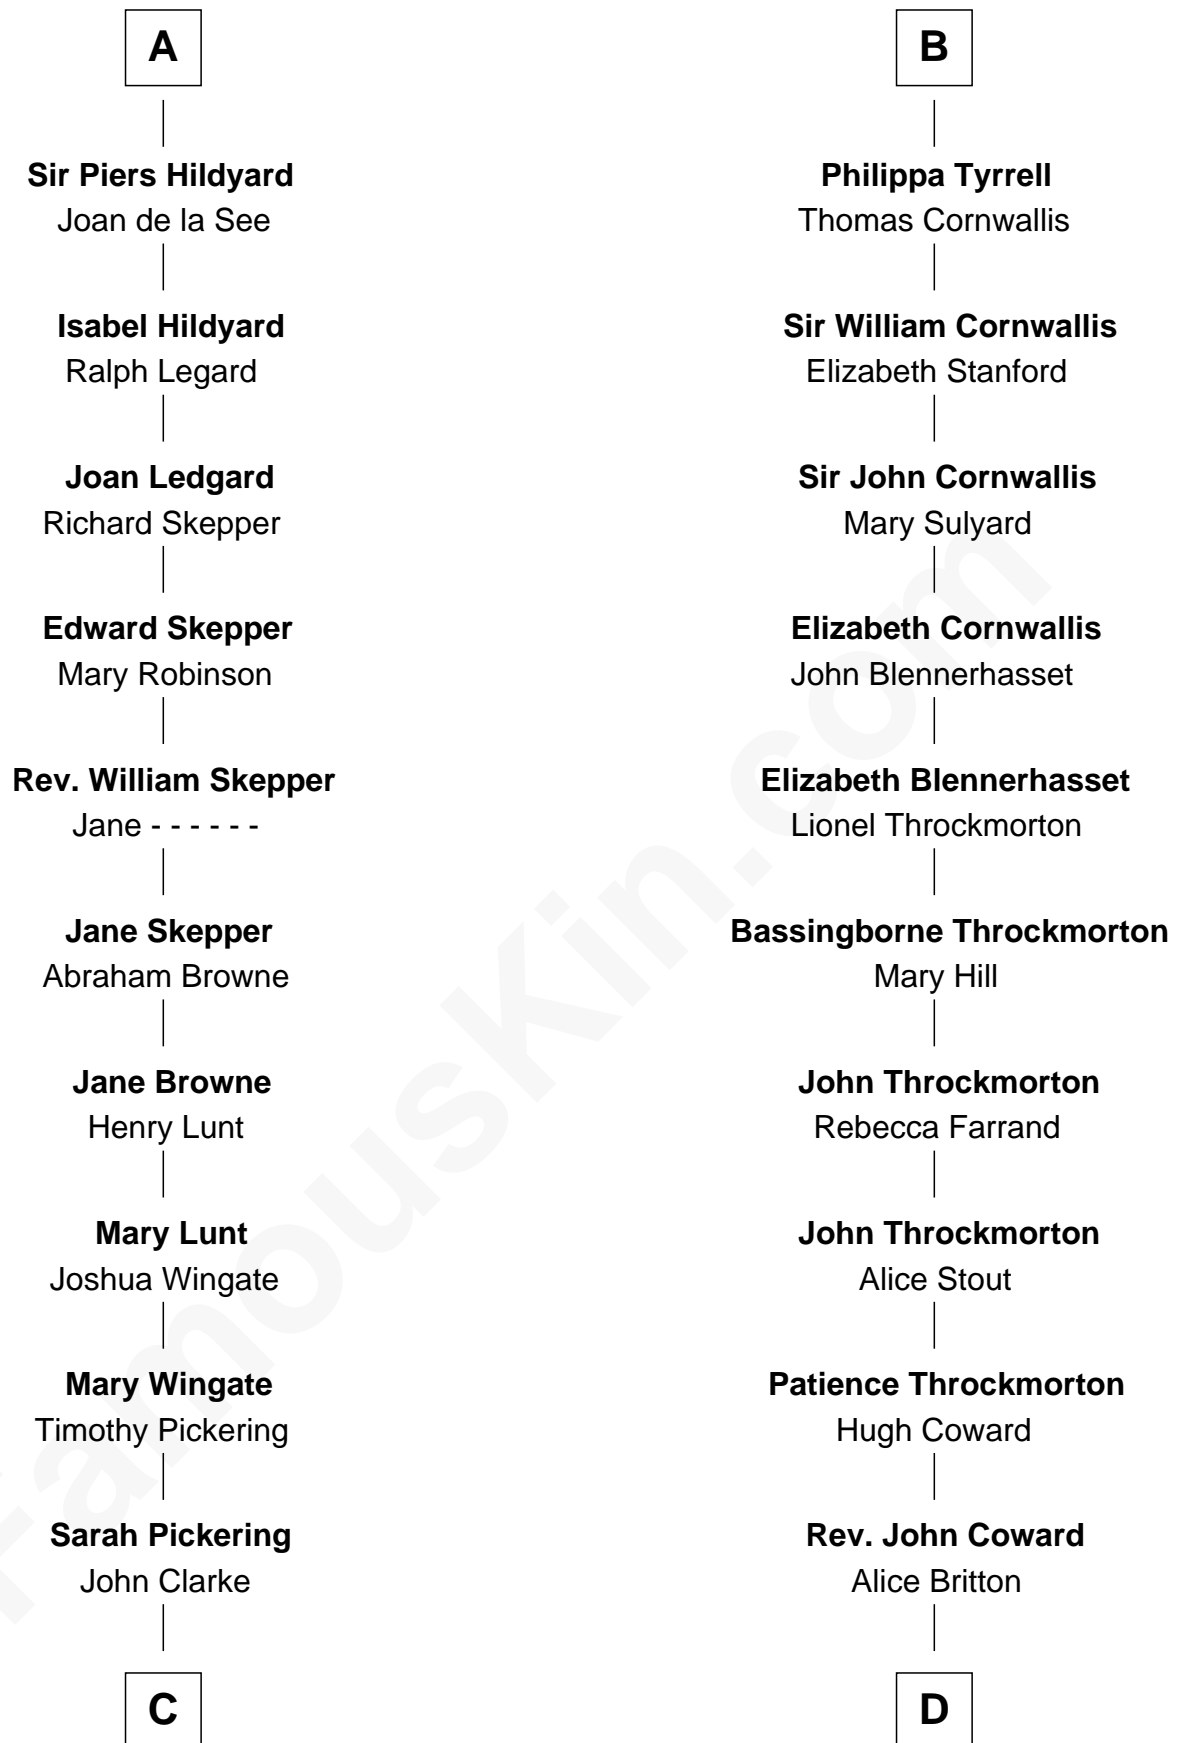 A
Sir Piers Hildyard
Joan de la See
Isabel Hildyard
Ralph Legard
Joan Ledgard
Richard Skepper
Edward Skepper
Mary Robinson
Rev. William Skepper
Jane - - - - - -
Jane Skepper
Abraham Browne
Jane Browne
Henry Lunt
Mary Lunt
Joshua Wingate
Mary Wingate
Timothy Pickering
Sarah Pickering
John Clarke
C
B
Philippa Tyrrell
Thomas Cornwallis
Sir William Cornwallis
Elizabeth Stanford
Sir John Cornwallis
Mary Sulyard
Elizabeth Cornwallis
John Blennerhasset
Elizabeth Blennerhasset
Lionel Throckmorton
Bassingborne Throckmorton
Mary Hill
John Throckmorton
Rebecca Farrand
John Throckmorton
Alice Stout
Patience Throckmorton
Hugh Coward
Rev. John Coward
Alice Britton
D
FamousKin.com